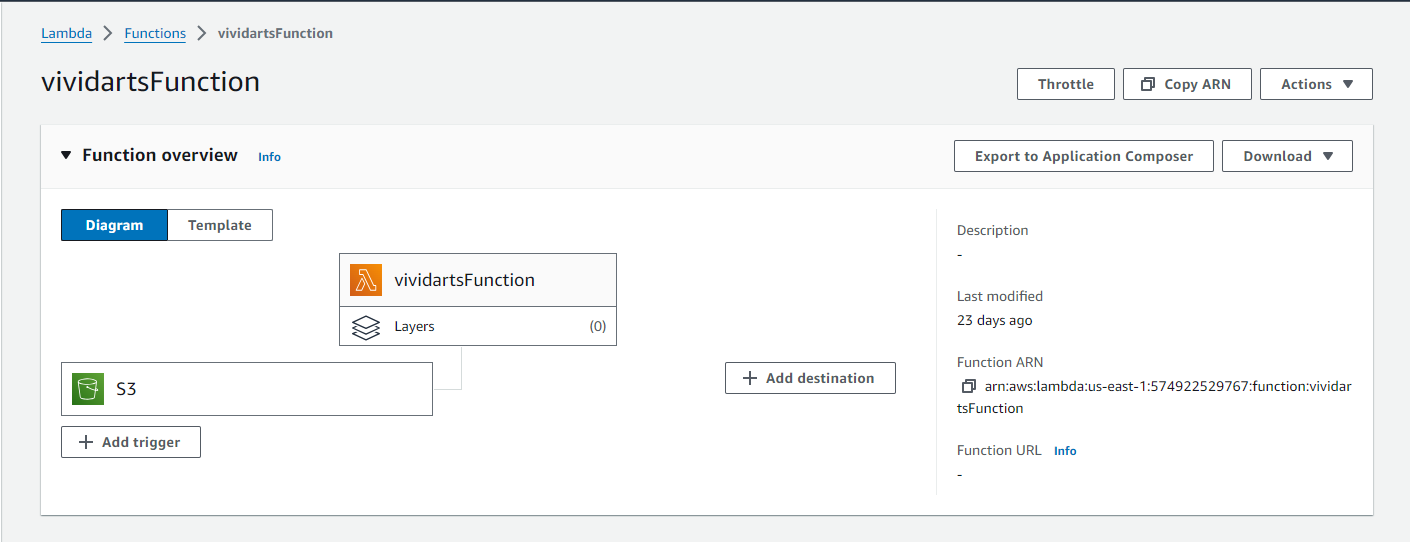 Lambda > Functions > vividartsFunction
vividartsFunction
Throttle
Copy ARN
Actions
Function overview Info
Export to Application Composer
Download
Diagram
Template
vividartsFunction
Layers (0)
S3
+ Add trigger
+ Add destination
Description
-
Last modified
23 days ago
Function ARN
arn:aws:lambda:us-east-1:574922529767:function:vividar
tsFunction
Function URL Info
-